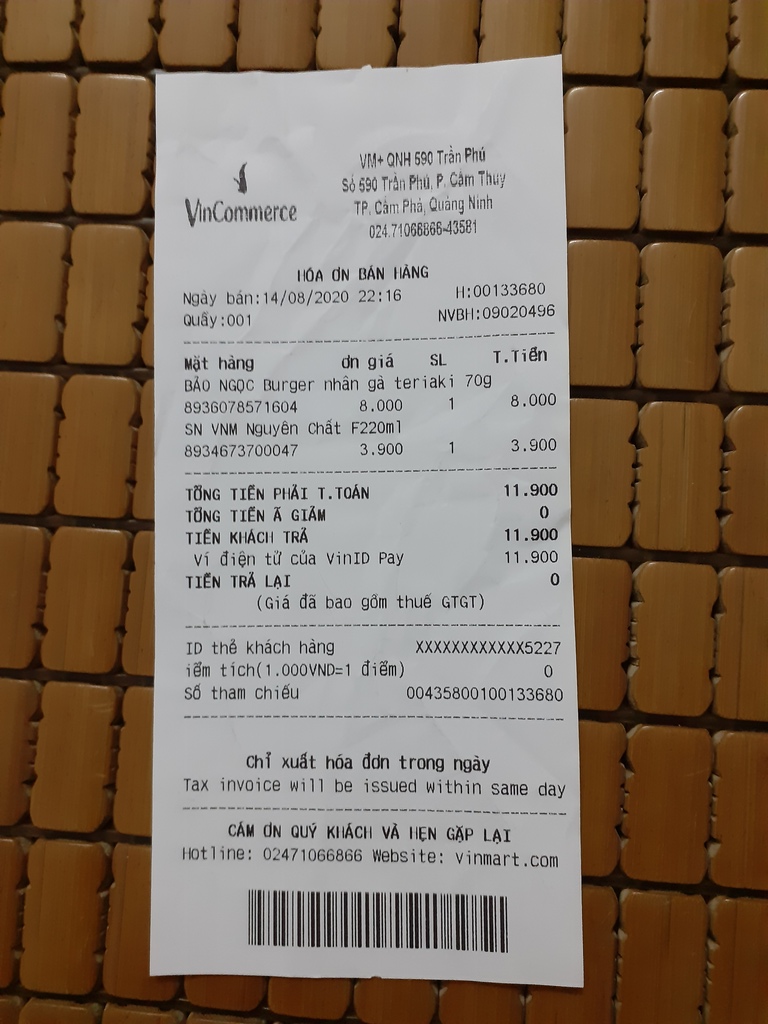 VinCommerce
VM+ QNH 590 Trần Phú
Số 590 Trần Phú, P. Cẩm Thuỷ
TP. Cẩm Phả, Quảng Ninh
024.71066866-43581
HÓA ƠN BÁN HÀNG
Ngày bán:14/08/2020 22:16 H:00133680
Quầy:001 NVBH:09020496
Mặt hàng ơn giá SL T.Tiền
BẢO NGỌC Burger nhân gà teriaki 70g
8936078571604 8.000 1 8.000
SN VNM Nguyên Chất F220ml
8934673700047 3.900 1 3.900
TỔNG TIỀN PHẢI T.TOÁN 11.900
TỔNG TIỀN Ã GIẢM 0
TIỀN KHÁCH TRẢ 11.900
Ví điện tử của VinID Pay 11.900
TIỀN TRẢ LẠI 0
(Giá đã bao gồm thuế GTGT)
ID thẻ khách hàng XXXXXXXXXXXX5227
iểm tích(1.000VND=1 điểm) 0
Số tham chiếu 00435800100133680
Chỉ xuất hóa đơn trong ngày
Tax invoice will be issued within same day
CẢM ƠN QUÝ KHÁCH VÀ HẸN GẶP LẠI
Hotline: 02471066866 Website: vinmart.com